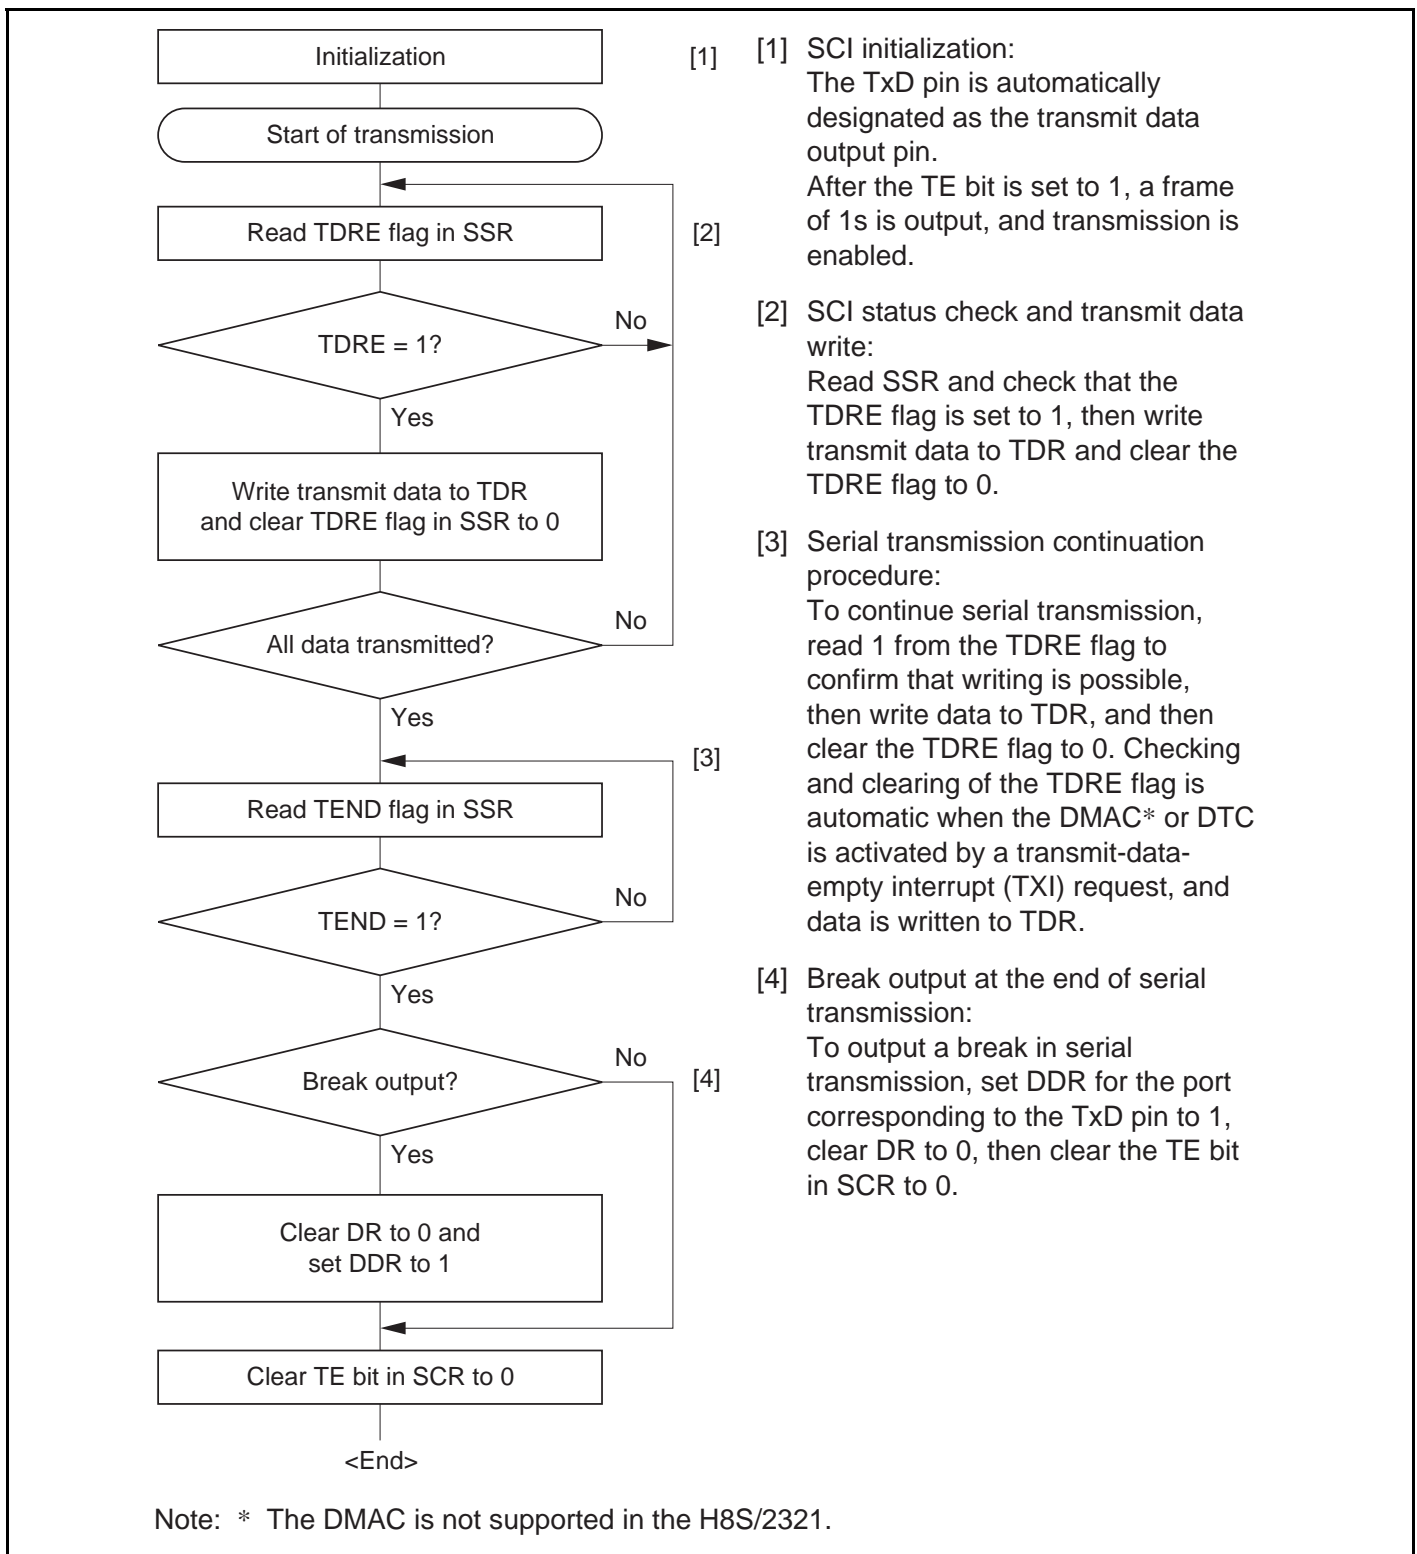 Initialization
[1]
Start of transmission
Read TDRE flag in SSR
[2]
TDRE = 1?
No
Yes
Write transmit data to TDR
and clear TDRE flag in SSR to 0
All data transmitted?
No
Yes
[3]
Read TEND flag in SSR
TEND = 1?
No
Yes
Break output?
No
[4]
Yes
Clear DR to 0 and
set DDR to 1
Clear TE bit in SCR to 0
<End>
[1] SCI initialization:
The TxD pin is automatically
designated as the transmit data
output pin.
After the TE bit is set to 1, a frame
of 1s is output, and transmission is
enabled.
[2] SCI status check and transmit data
write:
Read SSR and check that the
TDRE flag is set to 1, then write
transmit data to TDR and clear the
TDRE flag to 0.
[3] Serial transmission continuation
procedure:
To continue serial transmission,
read 1 from the TDRE flag to
confirm that writing is possible,
then write data to TDR, and then
clear the TDRE flag to 0. Checking
and clearing of the TDRE flag is
automatic when the DMAC* or DTC
is activated by a transmit-data-
empty interrupt (TXI) request, and
data is written to TDR.
[4] Break output at the end of serial
transmission:
To output a break in serial
transmission, set DDR for the port
corresponding to the TxD pin to 1,
clear DR to 0, then clear the TE bit
in SCR to 0.
Note: * The DMAC is not supported in the H8S/2321.